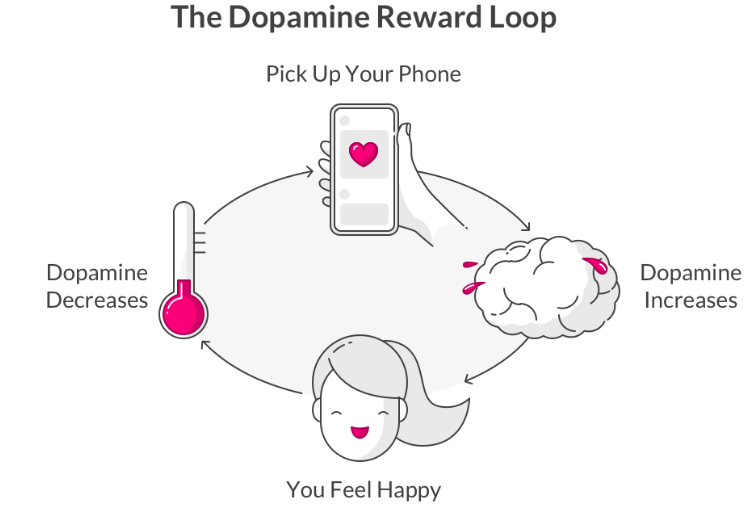 The Dopamine Reward Loop
Pick Up Your Phone
Dopamine
Decreases
Dopamine
Increases
You Feel Happy